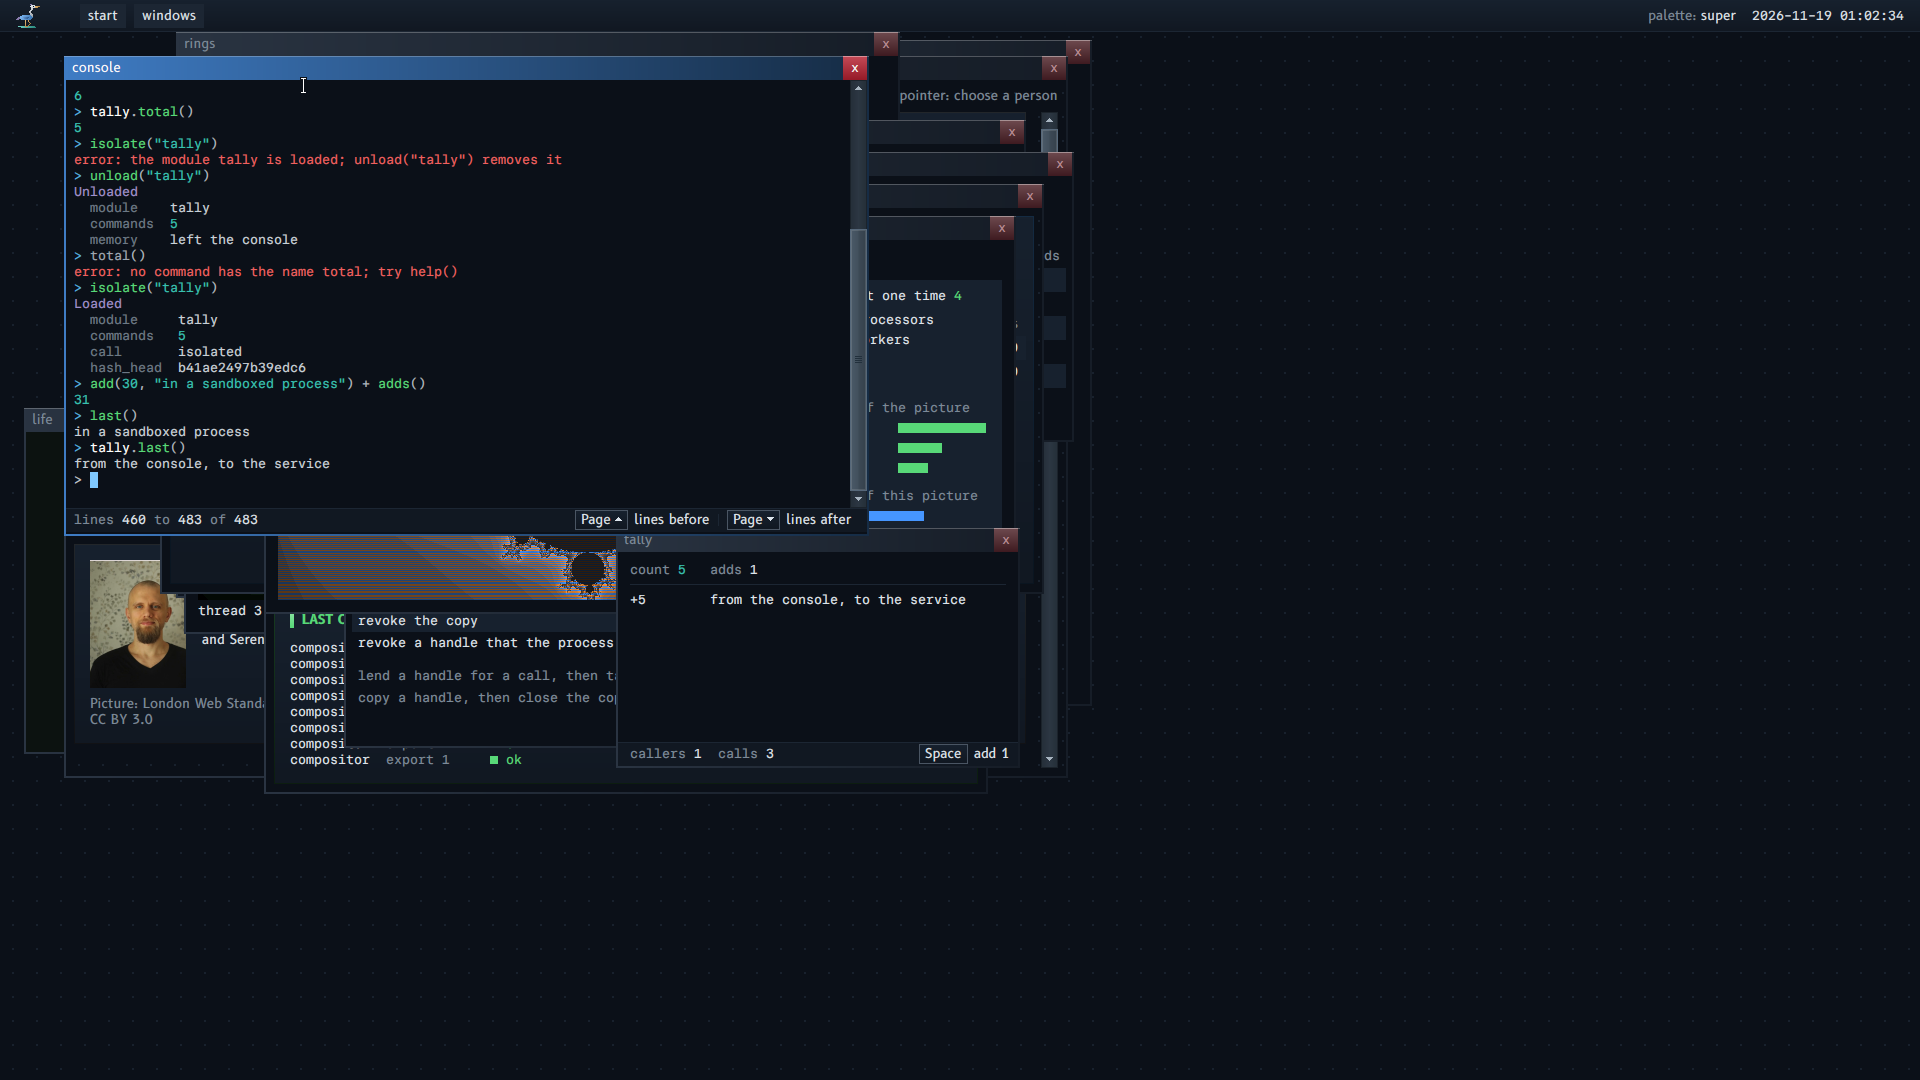 start windows palette: super 2026-11-19 01:02:34
rings x
x
console x
x
pointer: choose a person
6
> tally.total()
5
> isolate("tally")
error: the module tally is loaded; unload("tally") removes it
> unload("tally")
Unloaded
module tally
commands 5
memory left the console
> total()
error: no command has the name total; try help()
> isolate("tally")
Loaded
module tally
commands 5
call isolated
hash_head b41ae2497b39edc6
> add(30, "in a sandboxed process") + adds()
31
> last()
in a sandboxed process
> tally.last()
from the console, to the service
>
lines 460 to 483 of 483 Page lines before Page lines after
x
x
x
x
ds
t one time 4
ocessors
rkers
f the picture
f this picture
life
thread 3
and Seren
Picture: London Web Standa
CC BY 3.0
LAST C
composi
composi
composi
composi
composi
composi
composi
compositor export 1 ok
revoke the copy
revoke a handle that the process
lend a handle for a call, then t
copy a handle, then close the co
tally x
count 5 adds 1
+5 from the console, to the service
callers 1 calls 3 Space add 1